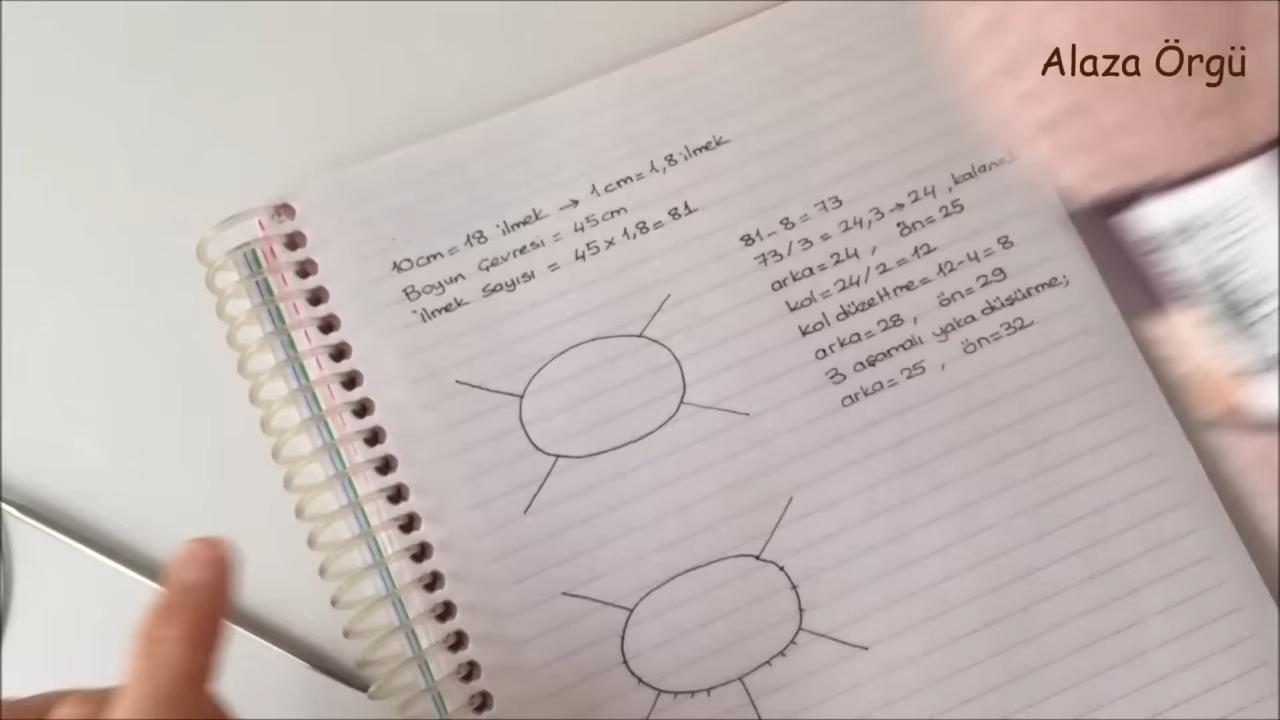 Alaza Örgü
10cm = 18 ilmek → 1cm = 1,8 ilmek
Boyun çevresi = 45cm
ilmek sayısı = 45 x 1,8 = 81
81-8 = 73
73/3 = 24,3 → 24 ,
arka = 24 , ön = 25
kol = 24/2 = 12
kol düzeltme = 12-4 = 8
arka = 28 , ön = 29
3 aşamalı yaka düşürme;
arka = 25 , ön = 32